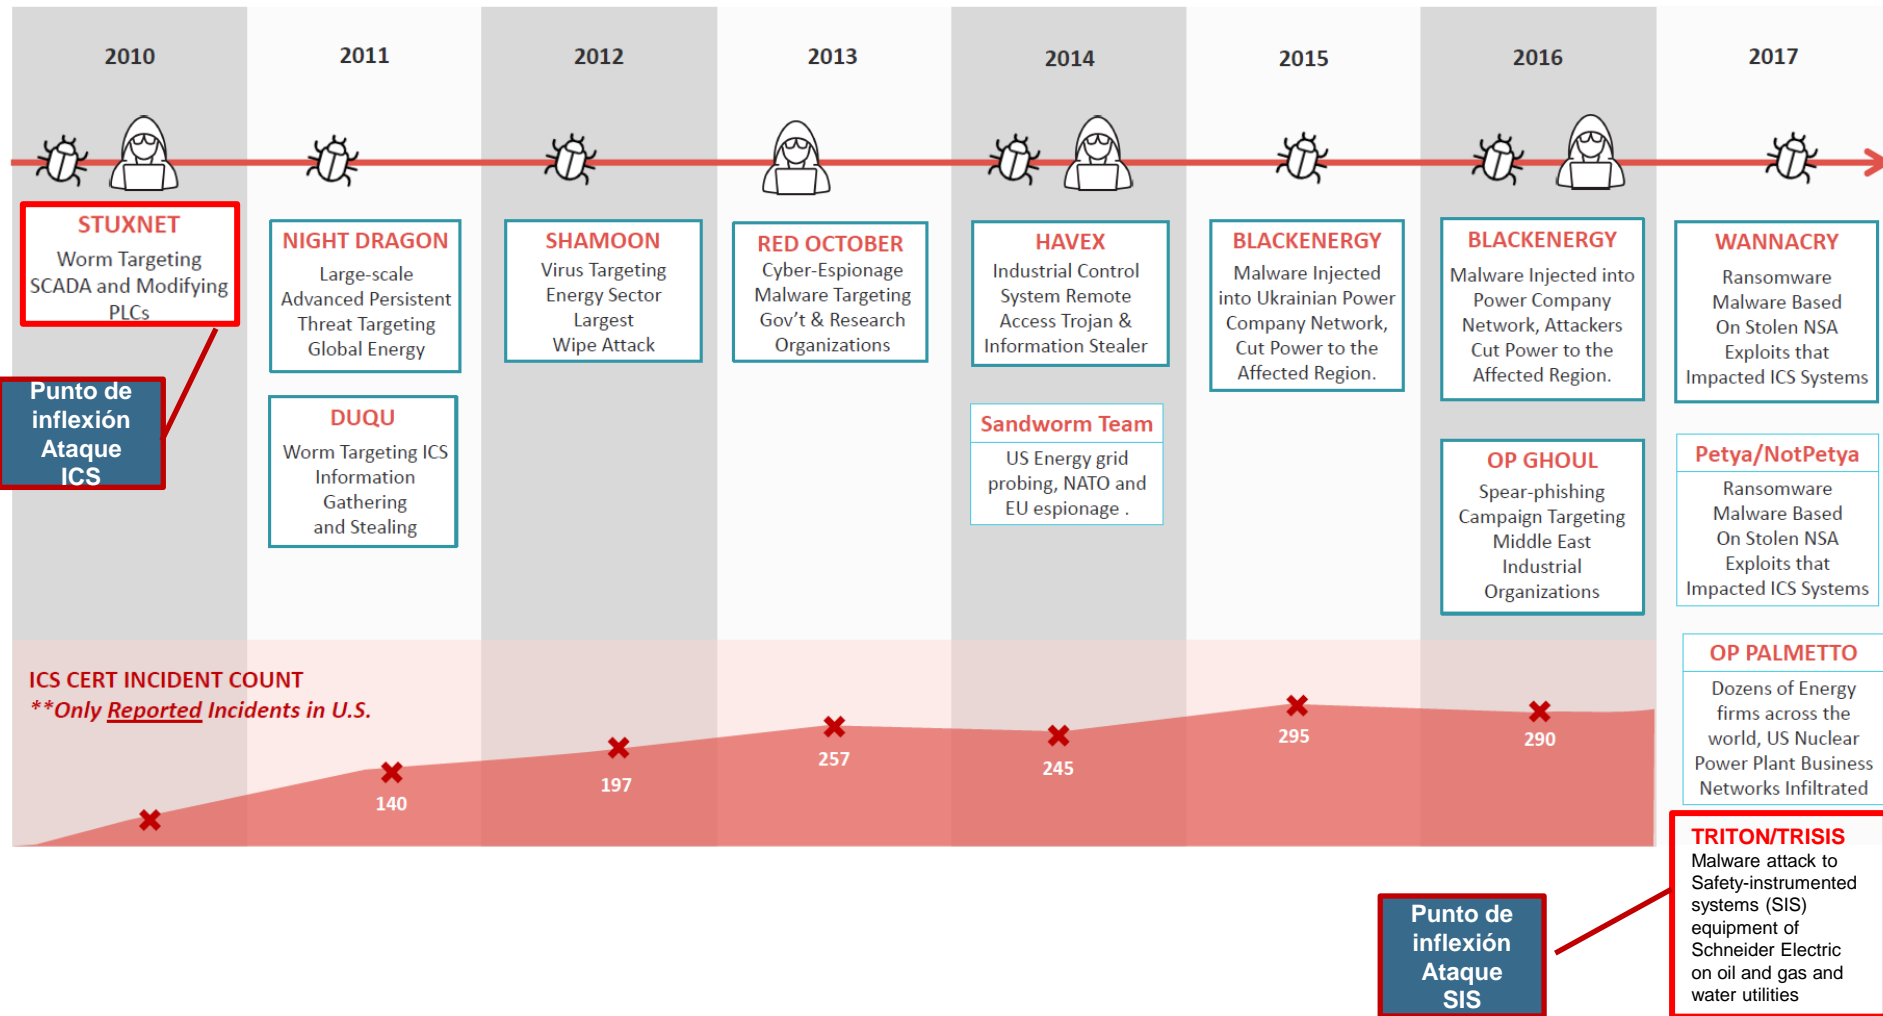 2010
2011
2012
2013
2014
2015
2016
2017
STUXNET
Worm Targeting
SCADA and Modifying
PLCs
Punto de
inflexión
Ataque
ICS
NIGHT DRAGON
Large-scale
Advanced Persistent
Threat Targeting
Global Energy
DUQU
Worm Targeting ICS
Information
Gathering
and Stealing
SHAMOON
Virus Targeting
Energy Sector
Largest
Wipe Attack
RED OCTOBER
Cyber-Espionage
Malware Targeting
Gov't & Research
Organizations
HAVEX
Industrial Control
System Remote
Access Trojan &
Information Stealer
Sandworm Team
US Energy grid
probing, NATO and
EU espionage .
BLACKENERGY
Malware Injected
into Ukrainian Power
Company Network,
Cut Power to the
Affected Region.
BLACKENERGY
Malware Injected into
Power Company
Network, Attackers
Cut Power to the
Affected Region.
OP GHOUL
Spear-phishing
Campaign Targeting
Middle East
Industrial
Organizations
WANNACRY
Ransomware
Malware Based
On Stolen NSA
Exploits that
Impacted ICS Systems
Petya/NotPetya
Ransomware
Malware Based
On Stolen NSA
Exploits that
Impacted ICS Systems
OP PALMETTO
Dozens of Energy
firms across the
world, US Nuclear
Power Plant Business
Networks Infiltrated
TRITON/TRISIS
Malware attack to
Safety-instrumented
systems (SIS)
equipment of
Schneider Electric
on oil and gas and
water utilities
Punto de
inflexión
Ataque
SIS
ICS CERT INCIDENT COUNT
**Only Reported Incidents in U.S.
140
197
257
245
295
290